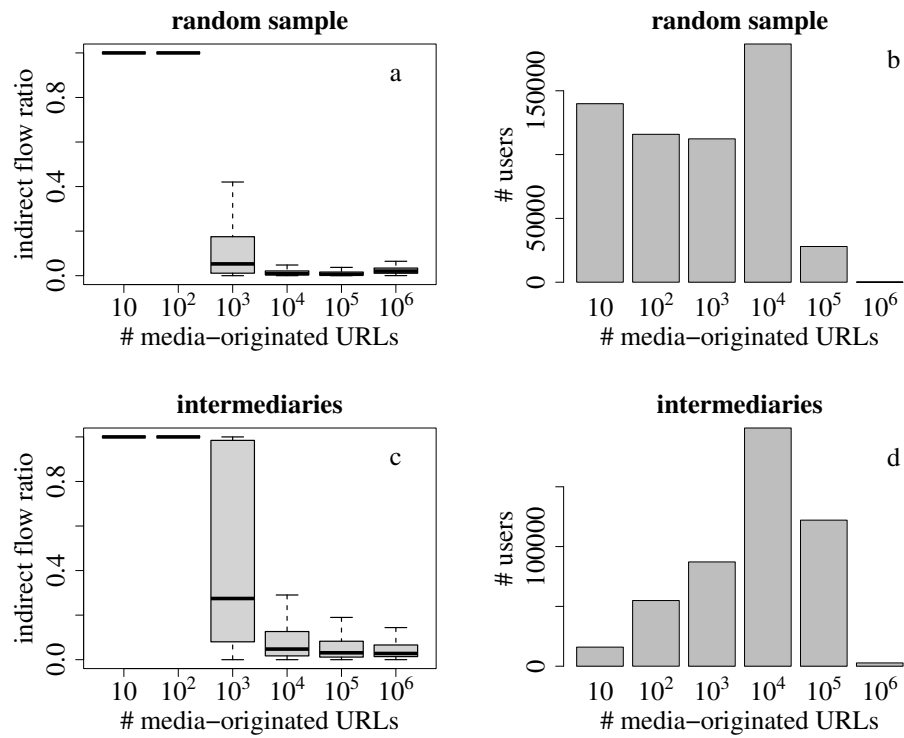 random sample
a
indirect flow ratio
0.8
0.4
0.0
10 10² 10³ 10⁴ 10⁵ 10⁶
# media−originated URLs
random sample
b
# users
150000
50000
0
10 10² 10³ 10⁴ 10⁵ 10⁶
# media−originated URLs
intermediaries
c
indirect flow ratio
0.8
0.4
0.0
10 10² 10³ 10⁴ 10⁵ 10⁶
# media−originated URLs
intermediaries
d
# users
100000
0
10 10² 10³ 10⁴ 10⁵ 10⁶
# media−originated URLs